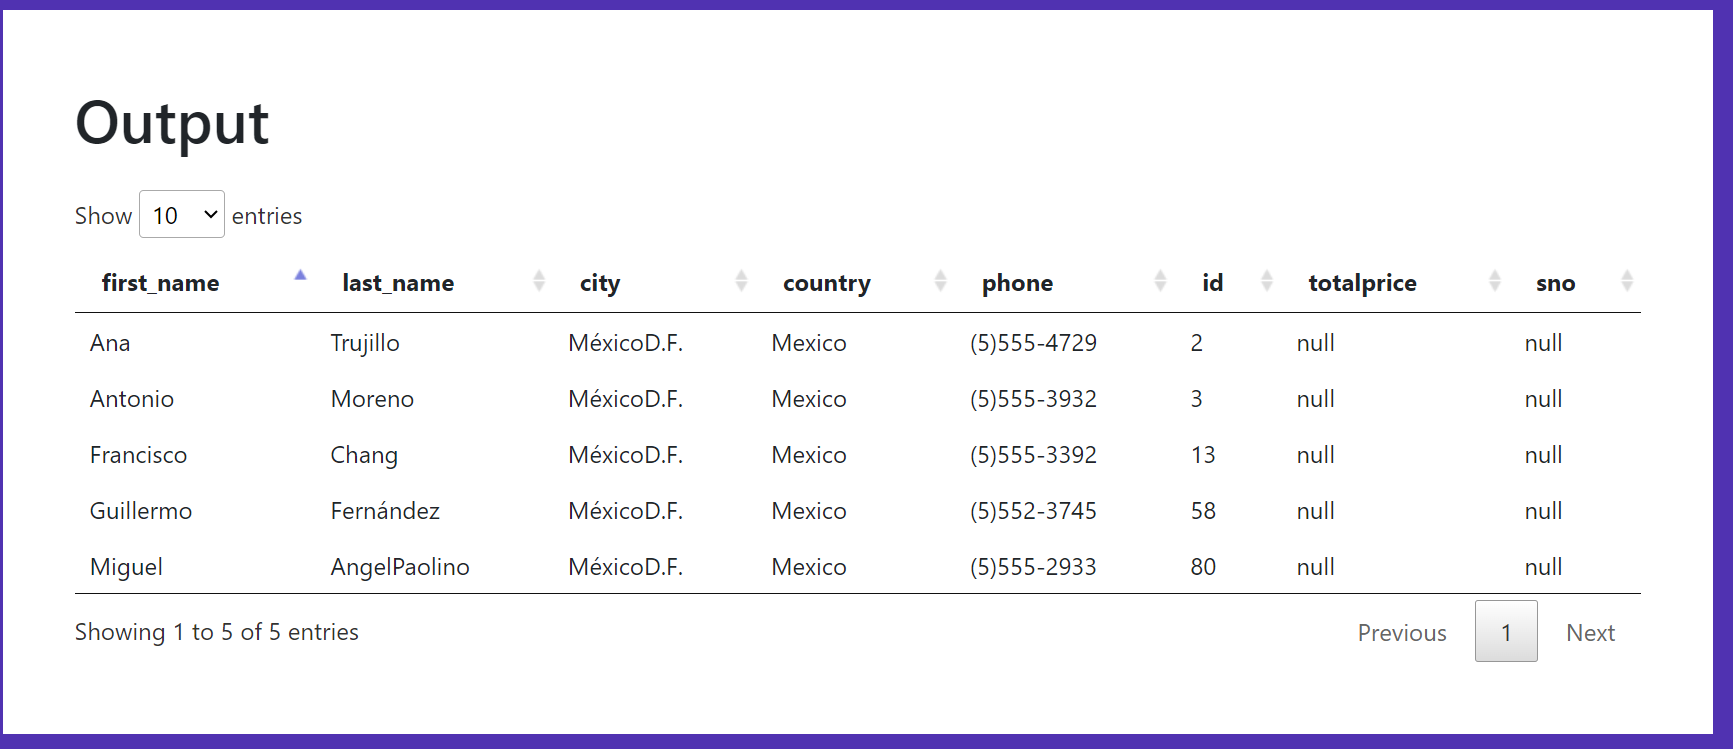 Output
Show 10 entries
first_name last_name city country phone id totalprice sno
Ana Trujillo MéxicoD.F. Mexico (5)555-4729 2 null null
Antonio Moreno MéxicoD.F. Mexico (5)555-3932 3 null null
Francisco Chang MéxicoD.F. Mexico (5)555-3392 13 null null
Guillermo Fernández MéxicoD.F. Mexico (5)552-3745 58 null null
Miguel AngelPaolino MéxicoD.F. Mexico (5)555-2933 80 null null
Showing 1 to 5 of 5 entries Previous 1 Next